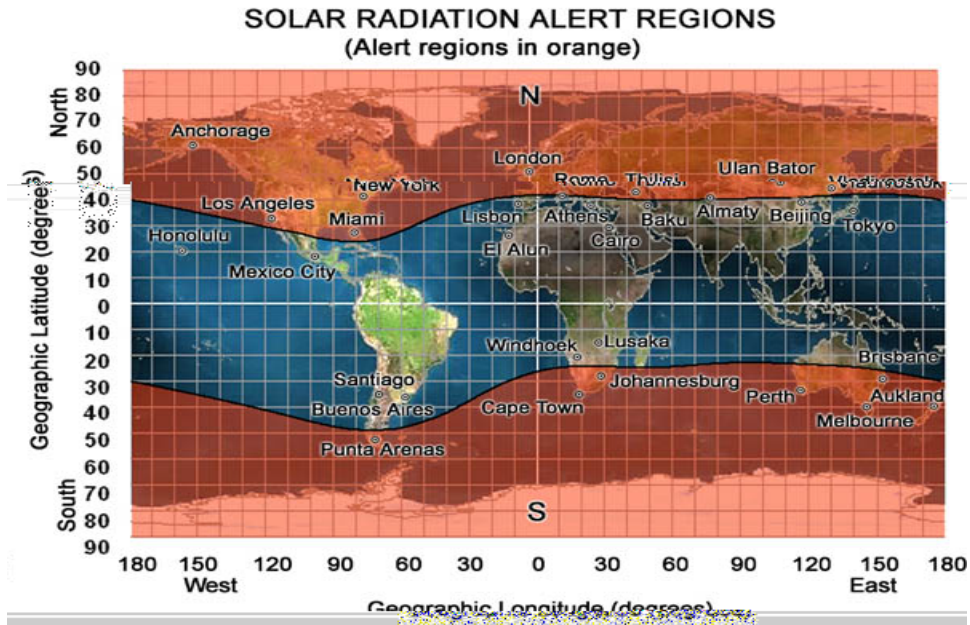 SOLAR RADIATION ALERT REGIONS
(Alert regions in orange)
90
80
70
60
50
40
30
20
10
0
10
20
30
40
50
60
70
80
90
North
Geographic Latitude (degrees)
South
N
Anchorage
London
Ulan Bator
New York
Rome
Los Angeles
Miami
Lisbon
Athens
Baku
Almaty
Beijing
Tokyo
Honolulu
El Alun
Cairo
Mexico City
Windhoek
Lusaka
Brisbane
Santiago
Johannesburg
Perth
Aukland
Buenos Aires
Cape Town
Melbourne
Punta Arenas
S
180 150 120 90 60 30 0 30 60 90 120 150 180
West East
Geographic Longitude (degrees)